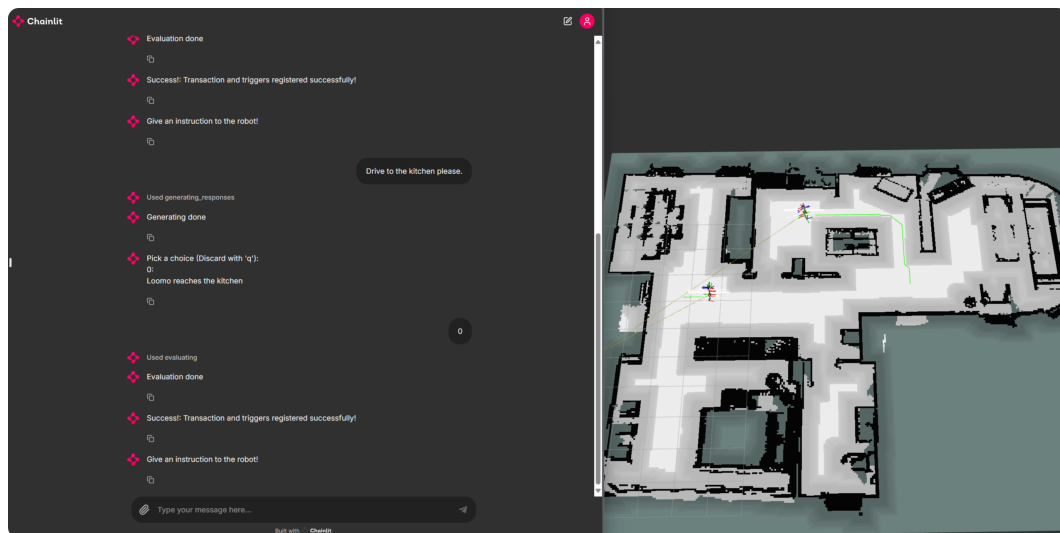 Chainlit
Evaluation done
Success!: Transaction and triggers registered successfully!
Give an instruction to the robot!
Drive to the kitchen please.
Used generating_responses
Generating done
Pick a choice (Discard with 'q'):
0:
Loomo reaches the kitchen
0
Used evaluating
Evaluation done
Success!: Transaction and triggers registered successfully!
Give an instruction to the robot!
Type your message here...
Built with Chainlit